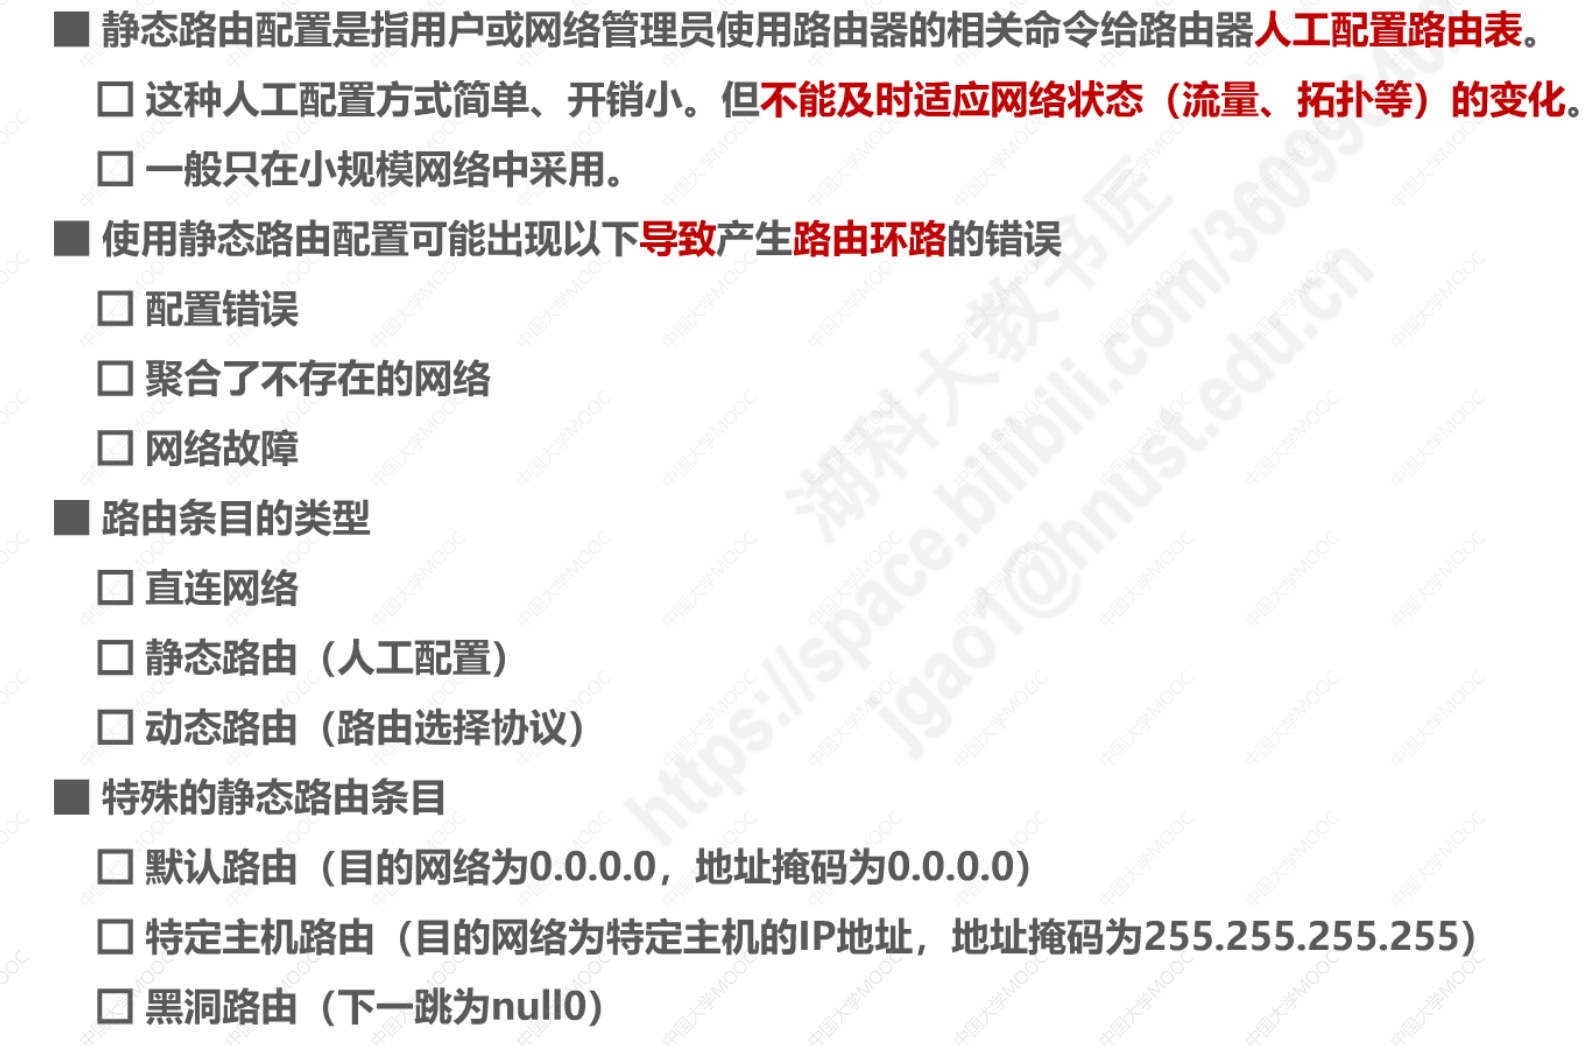 ■ 静态路由配置是指用户或网络管理员使用路由器的相关命令给路由器人工配置路由表。
□ 这种人工配置方式简单、开销小。但不能及时适应网络状态（流量、拓扑等）的变化。
□ 一般只在小规模网络中采用。
■ 使用静态路由配置可能出现以下导致产生路由环路的错误
□ 配置错误
□ 聚合了不存在的网络
□ 网络故障
■ 路由条目的类型
□ 直连网络
□ 静态路由（人工配置）
□ 动态路由（路由选择协议）
■ 特殊的静态路由条目
□ 默认路由（目的网络为0.0.0.0，地址掩码为0.0.0.0）
□ 特定主机路由（目的网络为特定主机的IP地址，地址掩码为255.255.255.255）
□ 黑洞路由（下一跳为null0）
湖科大教书匠
jgao1@hnust.edu.cn
中国大学MOOC